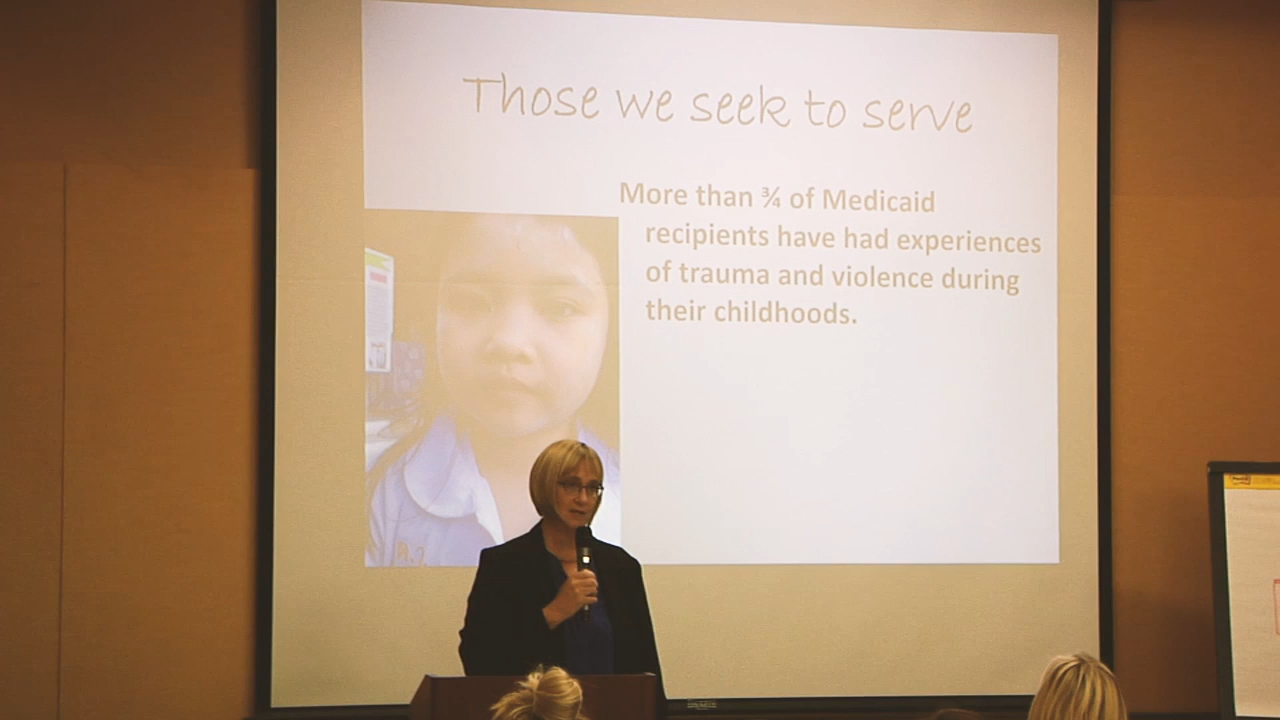 Those we seek to serve
More than ¾ of Medicaid
recipients have had experiences
of trauma and violence during
their childhoods.